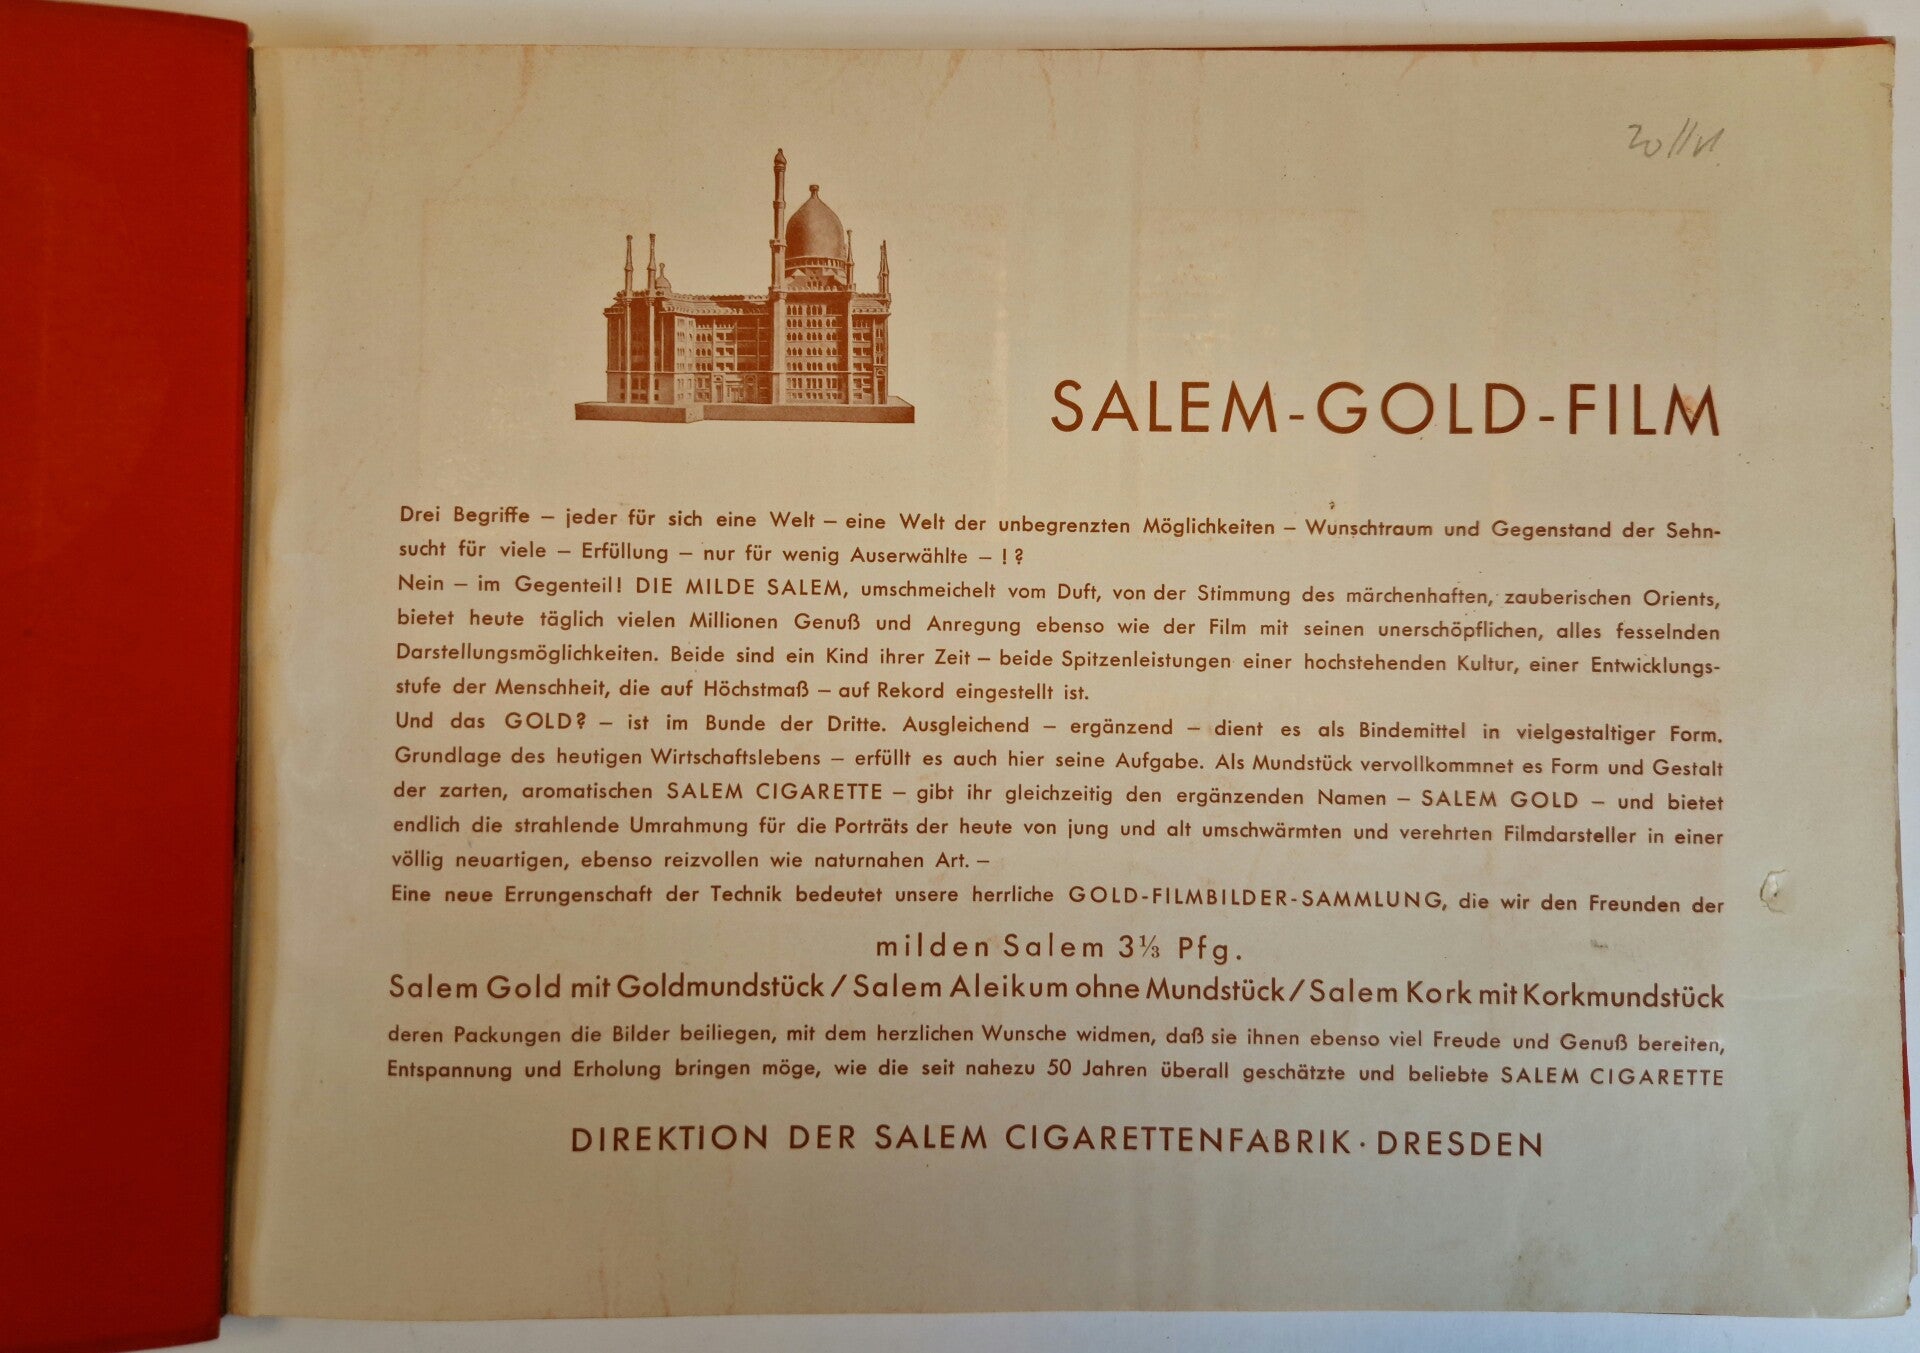 SALEM-GOLD-FILM
Drei Begriffe – jeder für sich eine Welt – eine Welt der unbegrenzten Möglichkeiten – Wunschtraum und Gegenstand der Sehn-
sucht für viele – Erfüllung – nur für wenig Auserwählte – ! ?
Nein – im Gegenteil! DIE MILDE SALEM, umschmeichelt vom Duft, von der Stimmung des märchenhaften, zauberischen Orients,
bietet heute täglich vielen Millionen Genuß und Anregung ebenso wie der Film mit seinen unerschöpflichen, alles fesselnden
Darstellungsmöglichkeiten. Beide sind ein Kind ihrer Zeit – beide Spitzenleistungen einer hochstehenden Kultur, einer Entwicklungs-
stufe der Menschheit, die auf Höchstmaß – auf Rekord eingestellt ist.
Und das GOLD? – ist im Bunde der Dritte. Ausgleichend – ergänzend – dient es als Bindemittel in vielgestaltiger Form.
Grundlage des heutigen Wirtschaftslebens – erfüllt es auch hier seine Aufgabe. Als Mundstück vervollkommnet es Form und Gestalt
der zarten, aromatischen SALEM CIGARETTE – gibt ihr gleichzeitig den ergänzenden Namen – SALEM GOLD – und bietet
endlich die strahlende Umrahmung für die Porträts der heute von jung und alt umschwärmten und verehrten Filmdarsteller in einer
völlig neuartigen, ebenso reizvollen wie naturnahen Art. –
Eine neue Errungenschaft der Technik bedeutet unsere herrliche GOLD-FILMBILDER-SAMMLUNG, die wir den Freunden der
milden Salem 3⅓ Pfg.
Salem Gold mit Goldmundstück / Salem Aleikum ohne Mundstück / Salem Kork mit Korkmundstück
deren Packungen die Bilder beiliegen, mit dem herzlichen Wunsche widmen, daß sie ihnen ebenso viel Freude und Genuß bereiten,
Entspannung und Erholung bringen möge, wie die seit nahezu 50 Jahren überall geschätzte und beliebte SALEM CIGARETTE
DIREKTION DER SALEM CIGARETTENFABRIK · DRESDEN